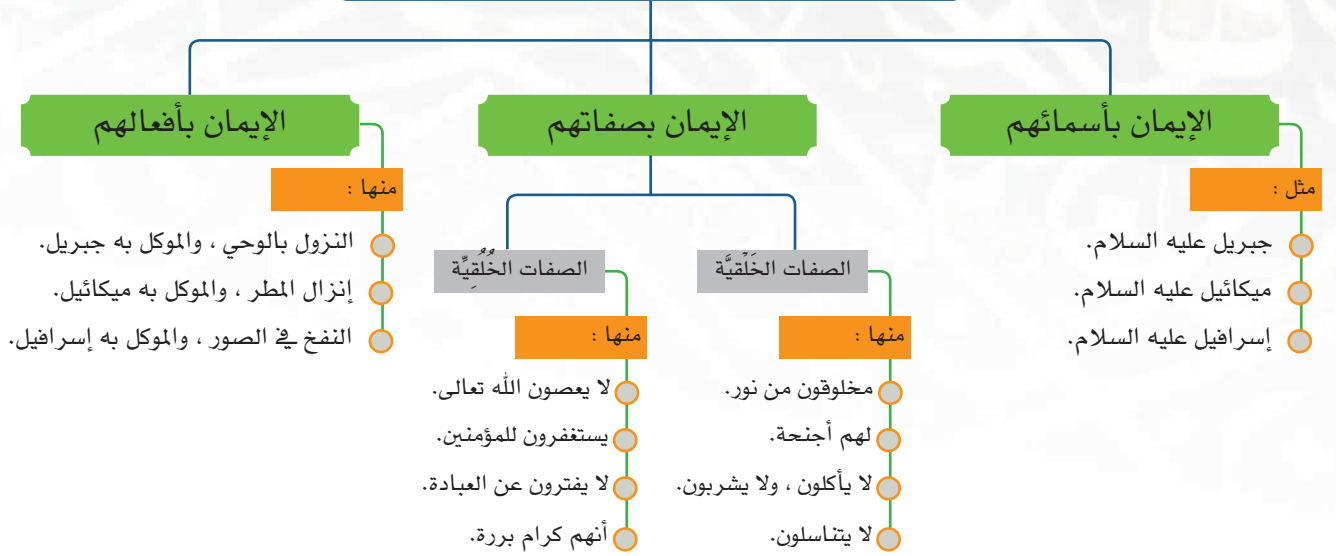 الإيمان بأسمائهم
مثل :
جبريل عليه السلام.
ميكائيل عليه السلام.
إسرافيل عليه السلام.
الإيمان بصفاتهم
الصفات الخَلْقيَّة
منها :
مخلوقون من نور.
لهم أجنحة.
لا يأكلون ، ولا يشربون.
لا يتناسلون.
الصفات الخُلُقِيِّة
منها :
لا يعصون الله تعالى.
يستغفرون للمؤمنين.
لا يفترون عن العبادة.
أنهم كرام بررة.
الإيمان بأفعالهم
منها :
النزول بالوحي ، والموكل به جبريل.
إنزال المطر ، والموكل به ميكائيل.
النفخ في الصور ، والموكل به إسرافيل.